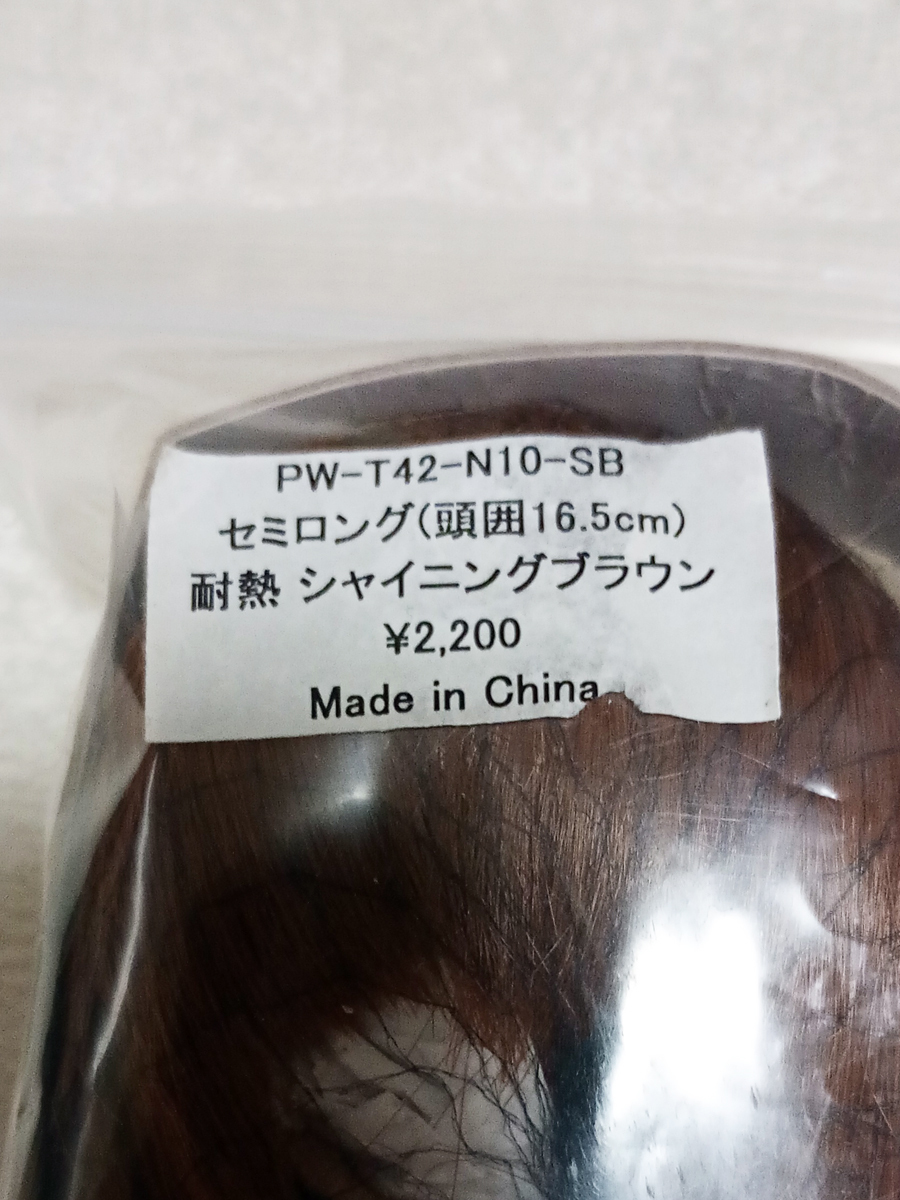 PW-T42-N10-SB
セミロング(頭囲16.5cm)
耐熱 シャイニングブラウン
¥2,200
Made in China